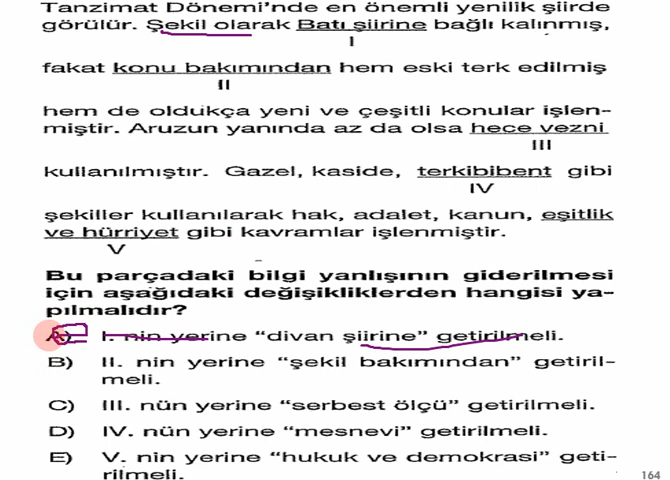 Tanzimat Dönemi'nde en önemli yenilik şiirde
görülür. Şekil olarak Batı şiirine bağlı kalınmış,
I
fakat konu bakımından hem eski terk edilmiş
II
hem de oldukça yeni ve çeşitli konular işlen-
miştir. Aruzun yanında az da olsa hece vezni
III
kullanılmıştır. Gazel, kaside, terkibibent gibi
IV
şekiller kullanılarak hak, adalet, kanun, eşitlik
ve hürriyet gibi kavramlar işlenmiştir.
V
Bu parçadaki bilgi yanlışının giderilmesi
için aşağıdaki değişikliklerden hangisi ya-
pılmalıdır?
A) I. nin yerine "divan şiirine" getirilmeli.
B) II. nin yerine "şekil bakımından" getiril-
meli.
C) III. nün yerine "serbest ölçü" getirilmeli.
D) IV. nün yerine "mesnevi" getirilmeli.
E) V. nin yerine "hukuk ve demokrasi" geti-
rilmeli.
164